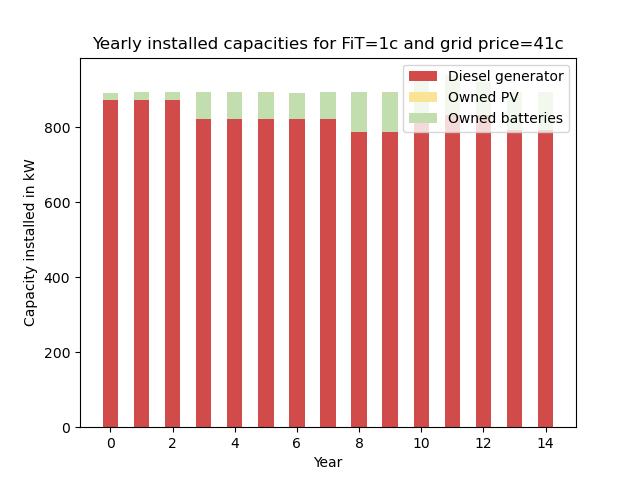 Yearly installed capacities for FiT=1c and grid price=41c
Diesel generator
Owned PV
Owned batteries
Capacity installed in kW
800
600
400
200
0
0 2 4 6 8 10 12 14
Year